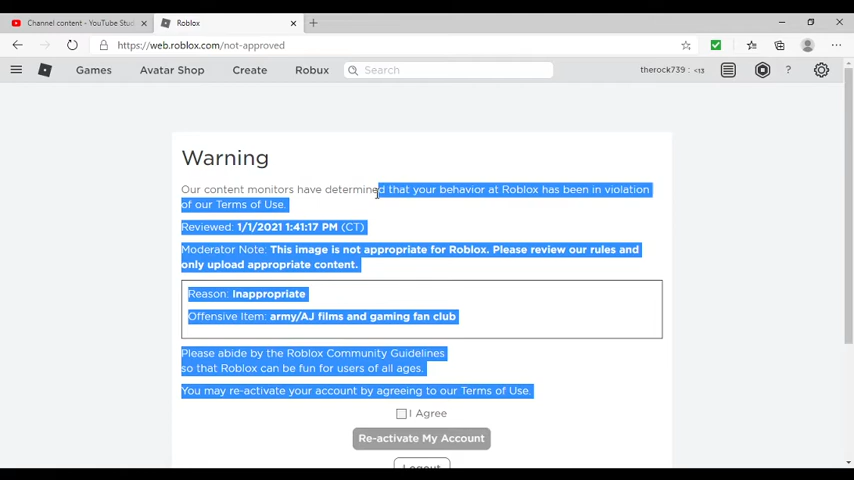 Channel content - YouTube Stud
Roblox
https://web.roblox.com/not-approved
Games
Avatar Shop
Create
Robux
Search
therock739 : <13
Warning
Our content monitors have determined that your behavior at Roblox has been in violation
of our Terms of Use.
Reviewed: 1/1/2021 1:41:17 PM (CT)
Moderator Note: This image is not appropriate for Roblox. Please review our rules and
only upload appropriate content.
Reason: Inappropriate
Offensive Item: army/AJ films and gaming fan club
Please abide by the Roblox Community Guidelines
so that Roblox can be fun for users of all ages.
You may re-activate your account by agreeing to our Terms of Use.
I Agree
Re-activate My Account
Logout